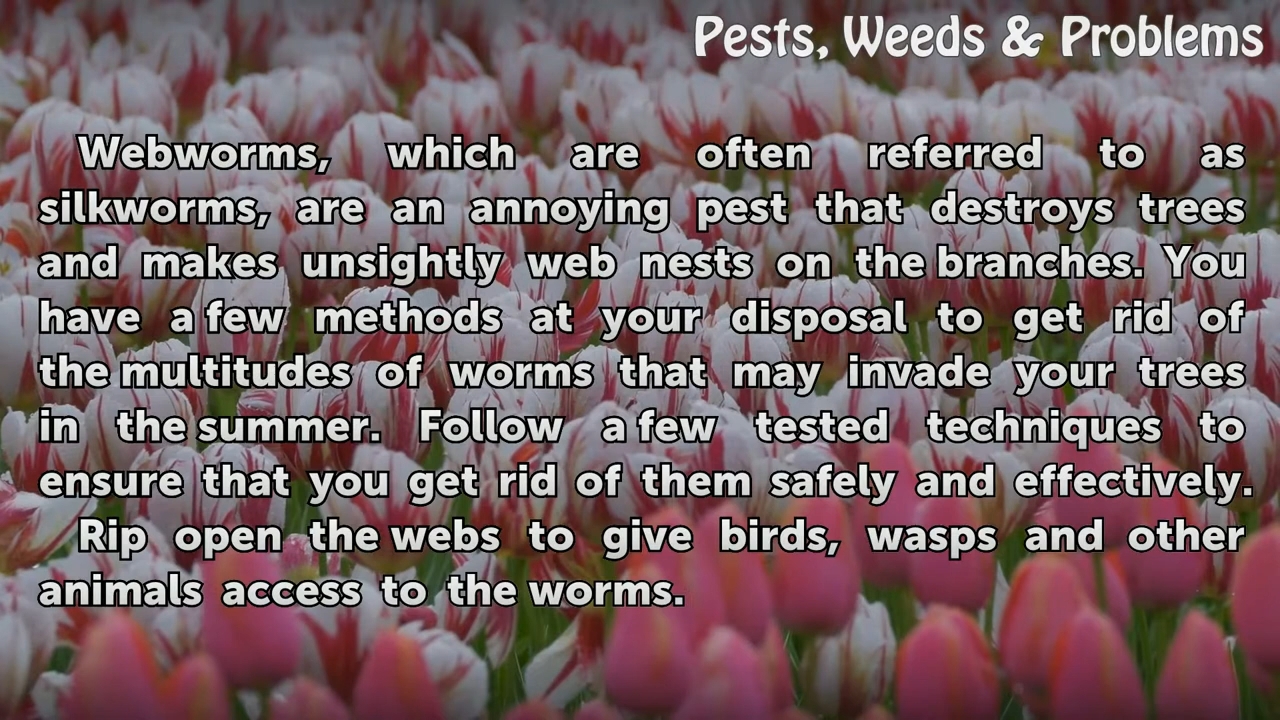 Pests, Weeds & Problems
Webworms, which are often referred to as
silkworms, are an annoying pest that destroys trees
and makes unsightly web nests on the branches. You
have a few methods at your disposal to get rid of
the multitudes of worms that may invade your trees
in the summer. Follow a few tested techniques to
ensure that you get rid of them safely and effectively.
Rip open the webs to give birds, wasps and other
animals access to the worms.